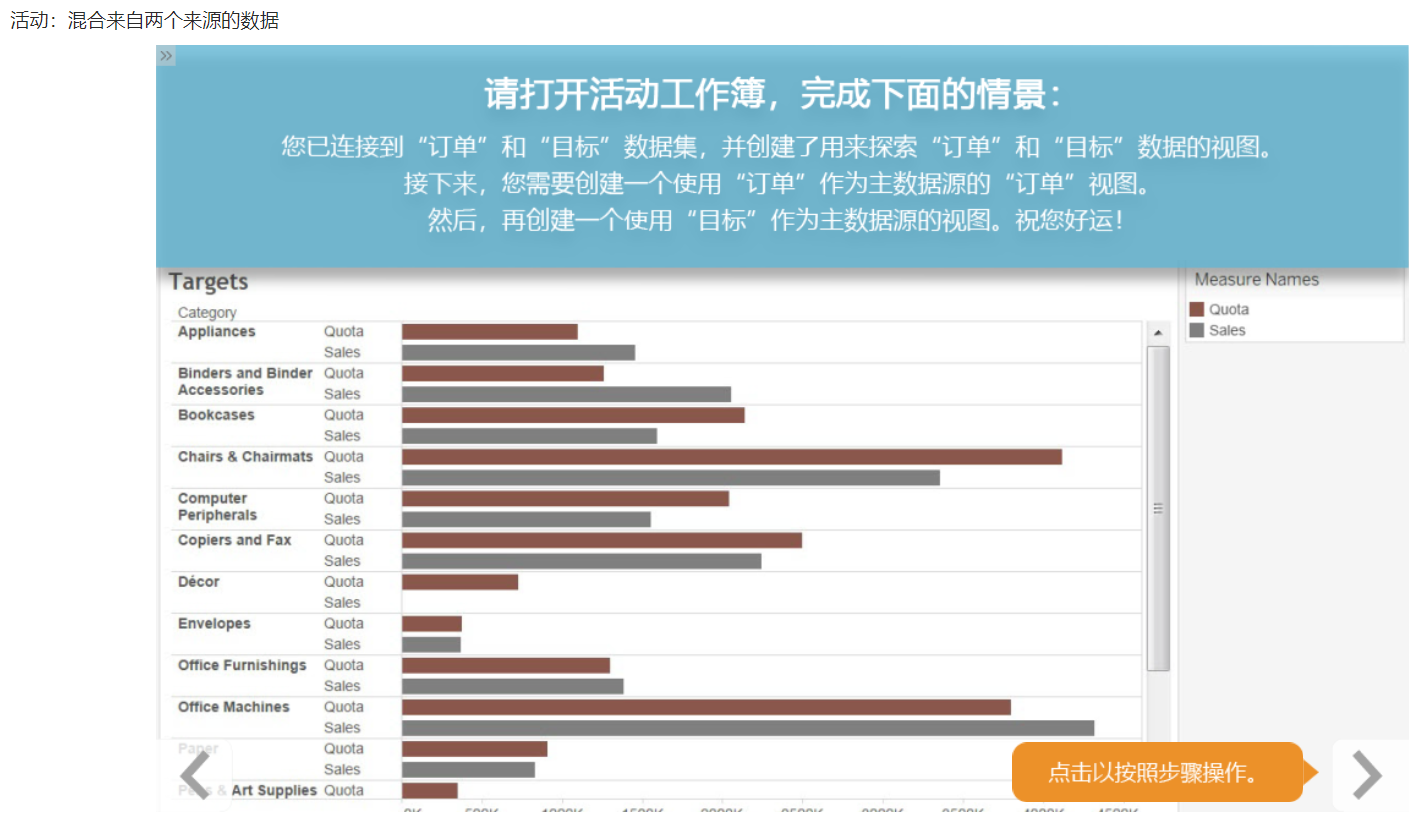 活动：混合来自两个来源的数据
请打开活动工作簿，完成下面的情景：
您已连接到“订单”和“目标”数据集，并创建了用来探索“订单”和“目标”数据的视图。
接下来，您需要创建一个使用“订单”作为主数据源的“订单”视图。
然后，再创建一个使用“目标”作为主数据源的视图。祝您好运！
Targets
Measure Names
Quota
Sales
Category
Appliances Quota
Sales
Binders and Binder Quota
Accessories Sales
Bookcases Quota
Sales
Chairs & Chairmats Quota
Sales
Computer Quota
Peripherals Sales
Copiers and Fax Quota
Sales
Décor Quota
Sales
Envelopes Quota
Sales
Office Furnishings Quota
Sales
Office Machines Quota
Sales
Paper Quota
Sales
& Art Supplies Quota
点击以按照步骤操作。